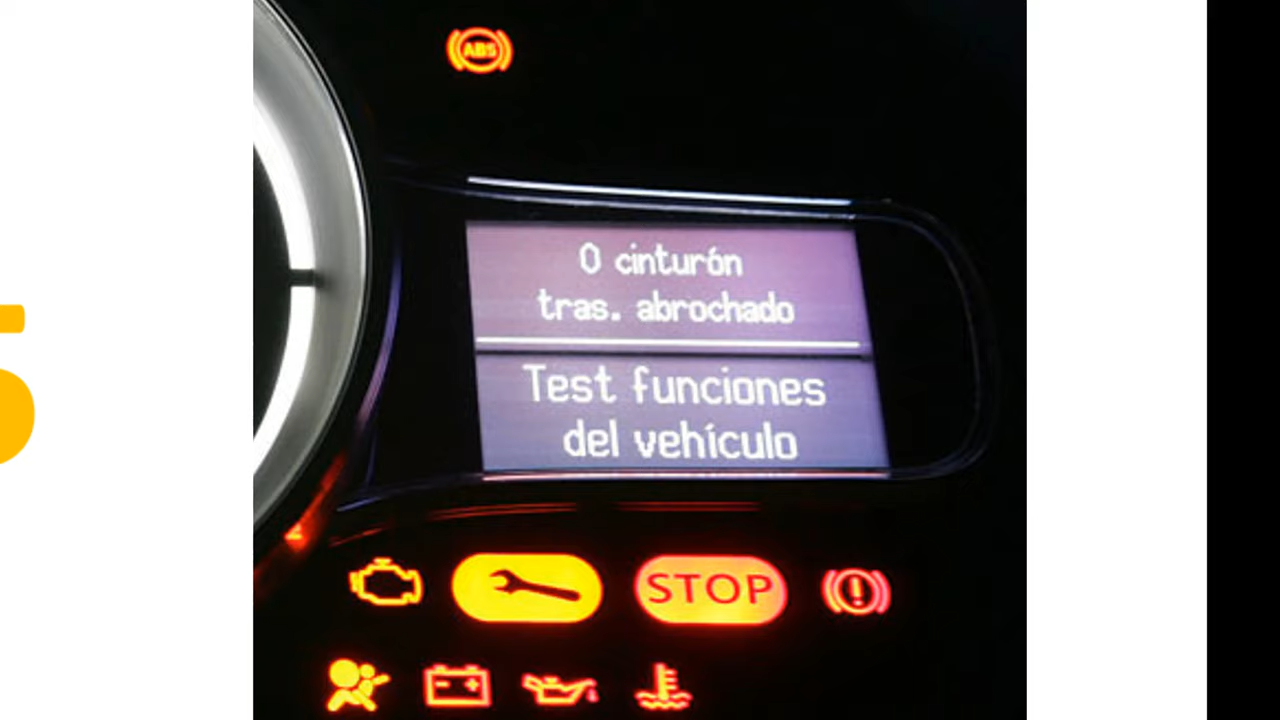 ABS
0 cinturón
tras. abrochado
Test funciones
del vehículo
STOP